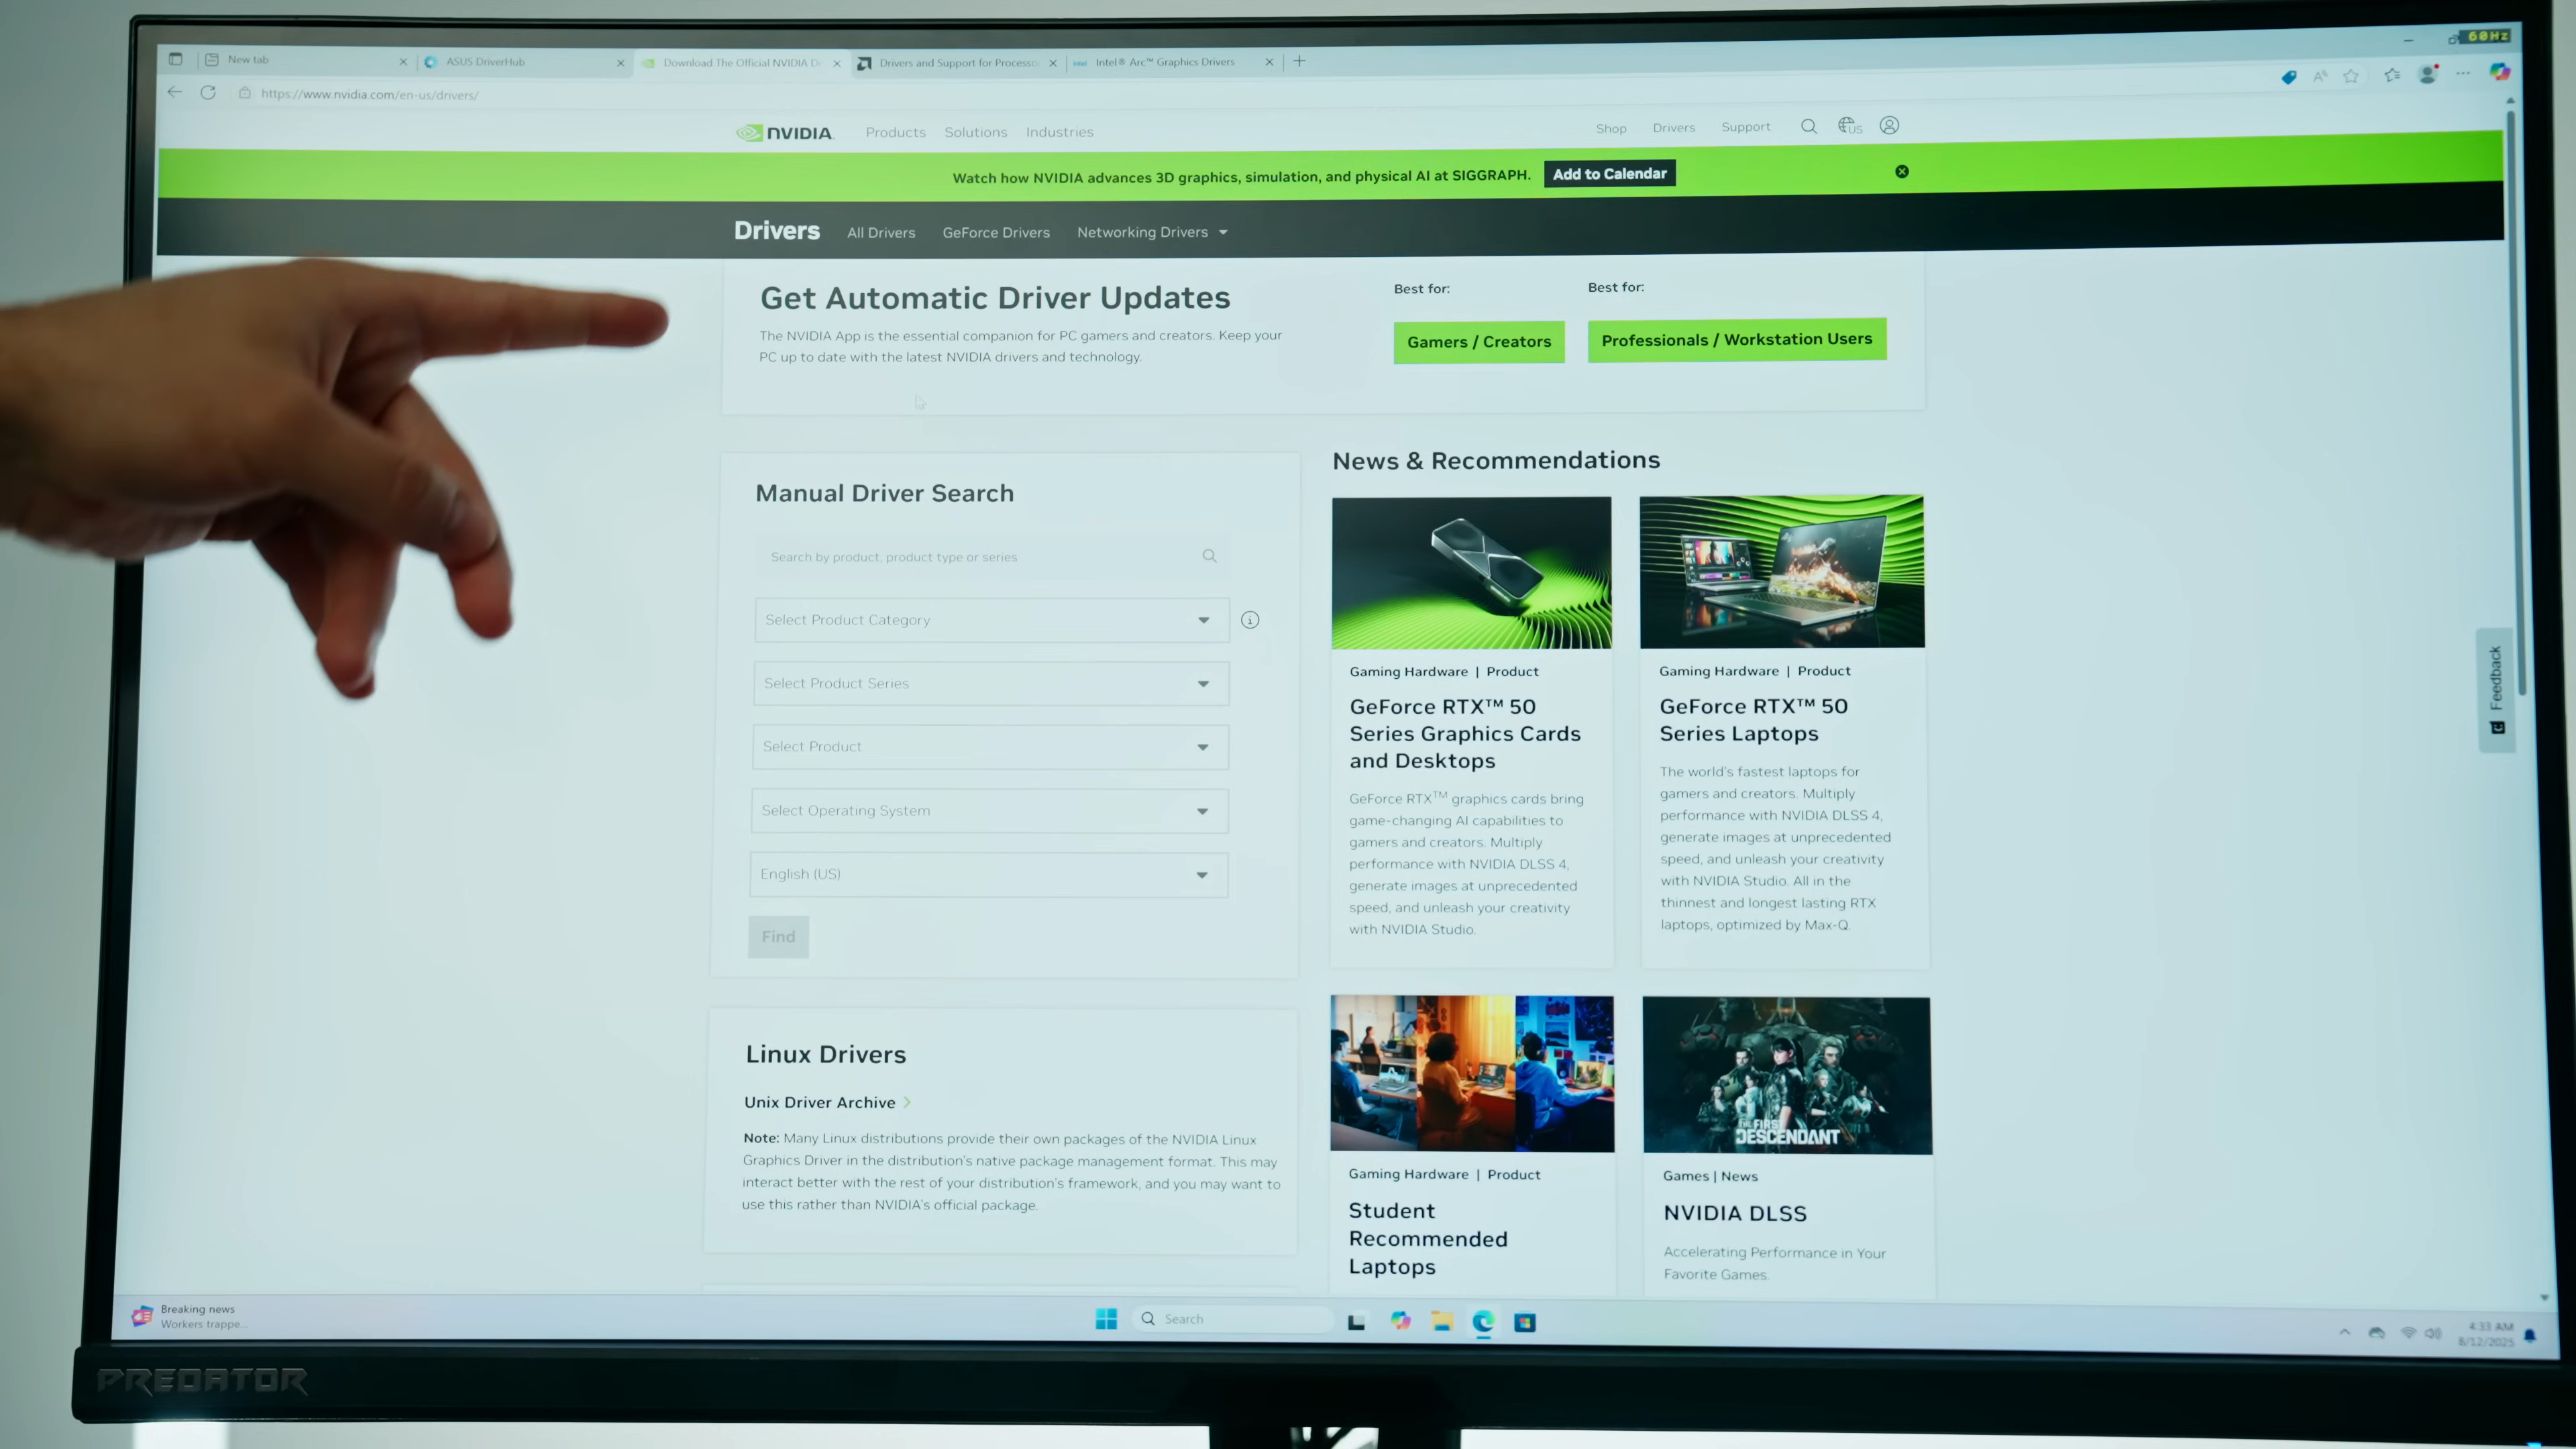 New tab
ASUS DriverHub
Download The Official NVIDIA D
Drivers and Support for Processo
Intel® Arc™ Graphics Drivers
60Hz
https://www.nvidia.com/en-us/drivers/
NVIDIA
Products
Solutions
Industries
Shop
Drivers
Support
US
Watch how NVIDIA advances 3D graphics, simulation, and physical AI at SIGGRAPH.
Add to Calendar
Drivers
All Drivers
GeForce Drivers
Networking Drivers
Get Automatic Driver Updates
The NVIDIA App is the essential companion for PC gamers and creators. Keep your
PC up to date with the latest NVIDIA drivers and technology.
Best for:
Gamers / Creators
Best for:
Professionals / Workstation Users
Manual Driver Search
Search by product, product type or series
Select Product Category
Select Product Series
Select Product
Select Operating System
English (US)
Find
Linux Drivers
Unix Driver Archive
Note: Many Linux distributions provide their own packages of the NVIDIA Linux
Graphics Driver in the distribution's native package management format. This may
interact better with the rest of your distribution's framework, and you may want to
use this rather than NVIDIA's official package.
News & Recommendations
Gaming Hardware | Product
GeForce RTX™ 50
Series Graphics Cards
and Desktops
GeForce RTX™ graphics cards bring
game-changing AI capabilities to
gamers and creators. Multiply
performance with NVIDIA DLSS 4,
generate images at unprecedented
speed, and unleash your creativity
with NVIDIA Studio.
Gaming Hardware | Product
GeForce RTX™ 50
Series Laptops
The world's fastest laptops for
gamers and creators. Multiply
performance with NVIDIA DLSS 4,
generate images at unprecedented
speed, and unleash your creativity
with NVIDIA Studio. All in the
thinnest and longest lasting RTX
laptops, optimized by Max-Q.
Gaming Hardware | Product
Student
Recommended
Laptops
THE FIRST
DESCENDANT
Games | News
NVIDIA DLSS
Accelerating Performance in Your
Favorite Games.
Feedback
Breaking news
Workers trappe...
Search
4:33 AM
8/12/2025
PREDATOR